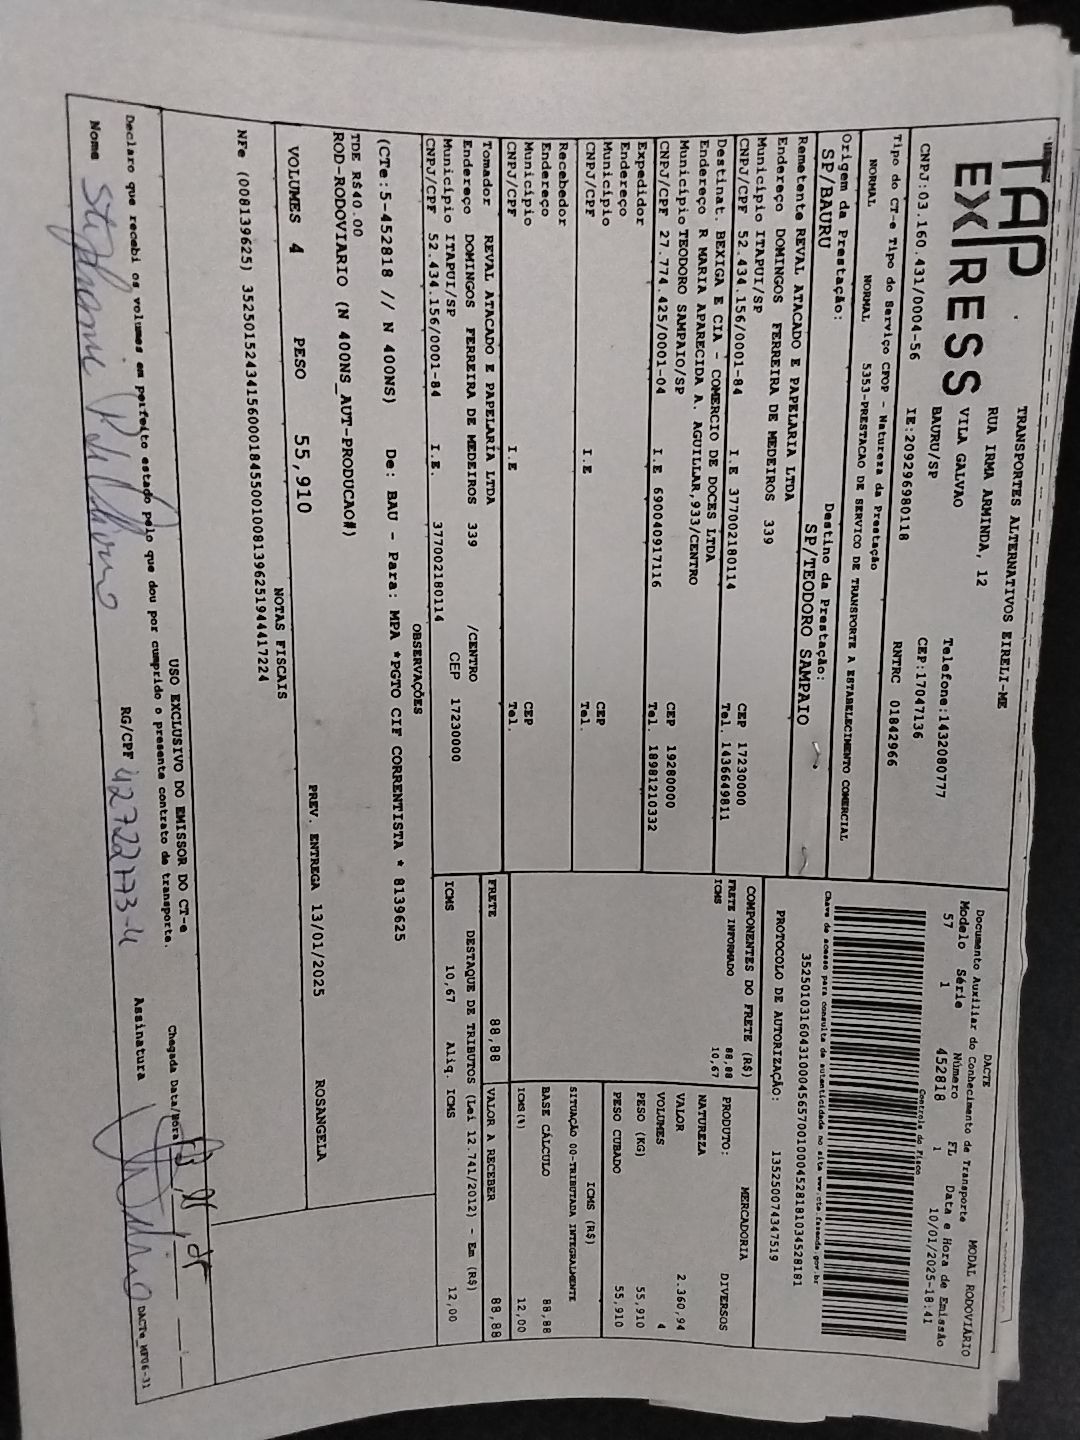 TAP EXPRESS
TRANSPORTES ALTERNATIVOS EIRELI-ME
RUA IRMA ARMINDA, 12
VILA GALVAO
BAURU/SP
Telefone:1432080777
CEP:17047136
CNPJ:03.160.431/0004-56 IE:209296980118 RNTRC 01842966
Tipo do CT-e Tipo do Serviço CFOP - Natureza da Prestação
NORMAL NORMAL 5353-PRESTACAO DE SERVICO DE TRANSPORTE A ESTABELECIMENTO COMERCIAL
Origem da Prestação: Destino da Prestação:
SP/BAURU SP/TEODORO SAMPAIO
DACTE MODAL RODOVIÁRIO
Documento Auxiliar do Conhecimento de Transporte
Modelo Série Número FL Data e Hora de Emissão
57 1 452818 1 10/01/2025-18:41
Controle do Fisco
Chave de acesso para consulta de autenticidade no site www.cte.fazenda.gov.br
35250103160431000456570010004528181034528181
PROTOCOLO DE AUTORIZAÇÃO: 135250074347519
Remetente REVAL ATACADO E PAPELARIA LTDA
Endereço DOMINGOS FERREIRA DE MEDEIROS 339
Município ITAPUI/SP CEP 17230000
CNPJ/CPF 52.434.156/0001-84 I.E 377002180114 Tel. 1436649811
Destinat. BEXIGA E CIA - COMERCIO DE DOCES LTDA
Endereço R MARIA APARECIDA A. AGUILLAR,933/CENTRO
Município TEODORO SAMPAIO/SP CEP 19280000
CNPJ/CPF 27.774.425/0001-04 I.E 690040917116 Tel. 18981210332
Expedidor
Endereço
Município CEP
CNPJ/CPF I.E Tel.
Recebedor
Endereço
Município CEP
CNPJ/CPF I.E Tel.
Tomador REVAL ATACADO E PAPELARIA LTDA
Endereço DOMINGOS FERREIRA DE MEDEIROS 339 /CENTRO
Município ITAPUI/SP CEP 17230000
CNPJ/CPF 52.434.156/0001-84 I.E. 377002180114
COMPONENTES DO FRETE (R$)
FRETE INFORMADO 88,88
ICMS 10,67
MERCADORIA
PRODUTO: DIVERSOS
NATUREZA
VALOR 2.360,94
VOLUMES 4
PESO (KG) 55,910
PESO CUBADO 55,910
ICMS (R$)
SITUAÇÃO 00-TRIBUTADA INTEGRALMENTE
BASE CÁLCULO 88,88
ICMS(%) 12,00
FRETE 88,88 VALOR A RECEBER 88,88
DESTAQUE DE TRIBUTOS (Lei 12.741/2012) - Em (R$)
ICMS 10,67 Aliq. ICMS 12,00
OBSERVAÇÕES
(CTe:5-452818 // N 400NS) De: BAU - Para: MPA *PGTO CIF CORRENTISTA * 8139625
TDE R$40.00
ROD-RODOVIARIO (N 400NS_AUT-PRODUCAO#)
VOLUMES 4 PESO 55,910 PREV. ENTREGA 13/01/2025 ROSANGELA
NOTAS FISCAIS
NFe (008139625) 35250152434156000184550010081396251944417224
USO EXCLUSIVO DO EMISSOR DO CT-e
Declaro que recebi os volumes em perfeito estado pelo que dou por cumprido o presente contrato de transporte.
Chegada Data/Hora
Nome Stephanie RG/CPF 42722773-4 Assinatura
DACTe_MF06-31